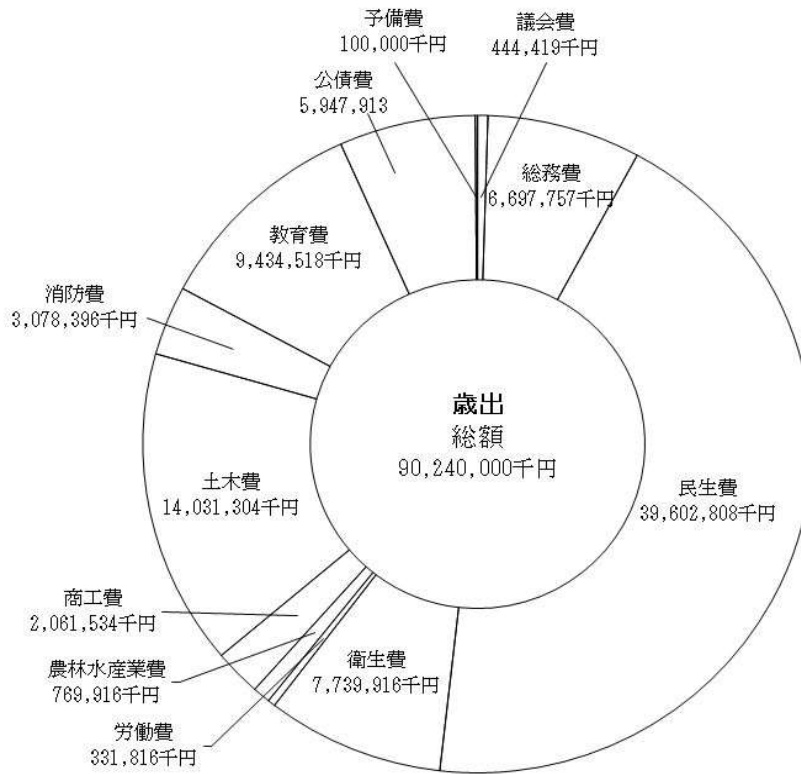 予備費
100,000千円
議会費
444,419千円
公債費
5,947,913
総務費
6,697,757千円
教育費
9,434,518千円
消防費
3,078,396千円
歳出
総額
90,240,000千円
民生費
39,602,808千円
土木費
14,031,304千円
商工費
2,061,534千円
農林水産業費
769,916千円
衛生費
7,739,916千円
労働費
331,816千円